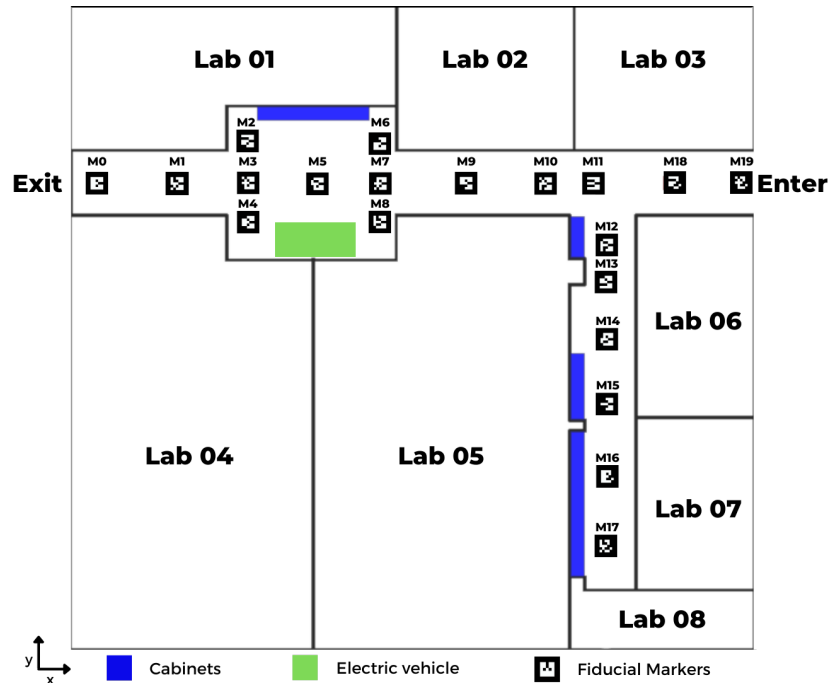 Lab 01
Lab 02
Lab 03
M2
M6
M0
M1
M3
M5
M7
M9
M10
M11
M18
M19
Exit
Enter
M4
M8
M12
M13
M14
Lab 06
M15
Lab 04
Lab 05
M16
Lab 07
M17
Lab 08
y
x
Cabinets
Electric vehicle
Fiducial Markers